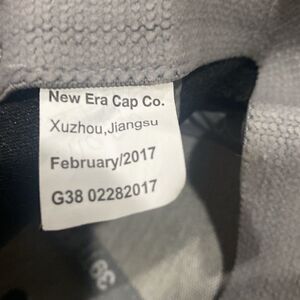 New Era Cap Co.
Xuzhou,Jiangsu
February/2017
G38 02282017